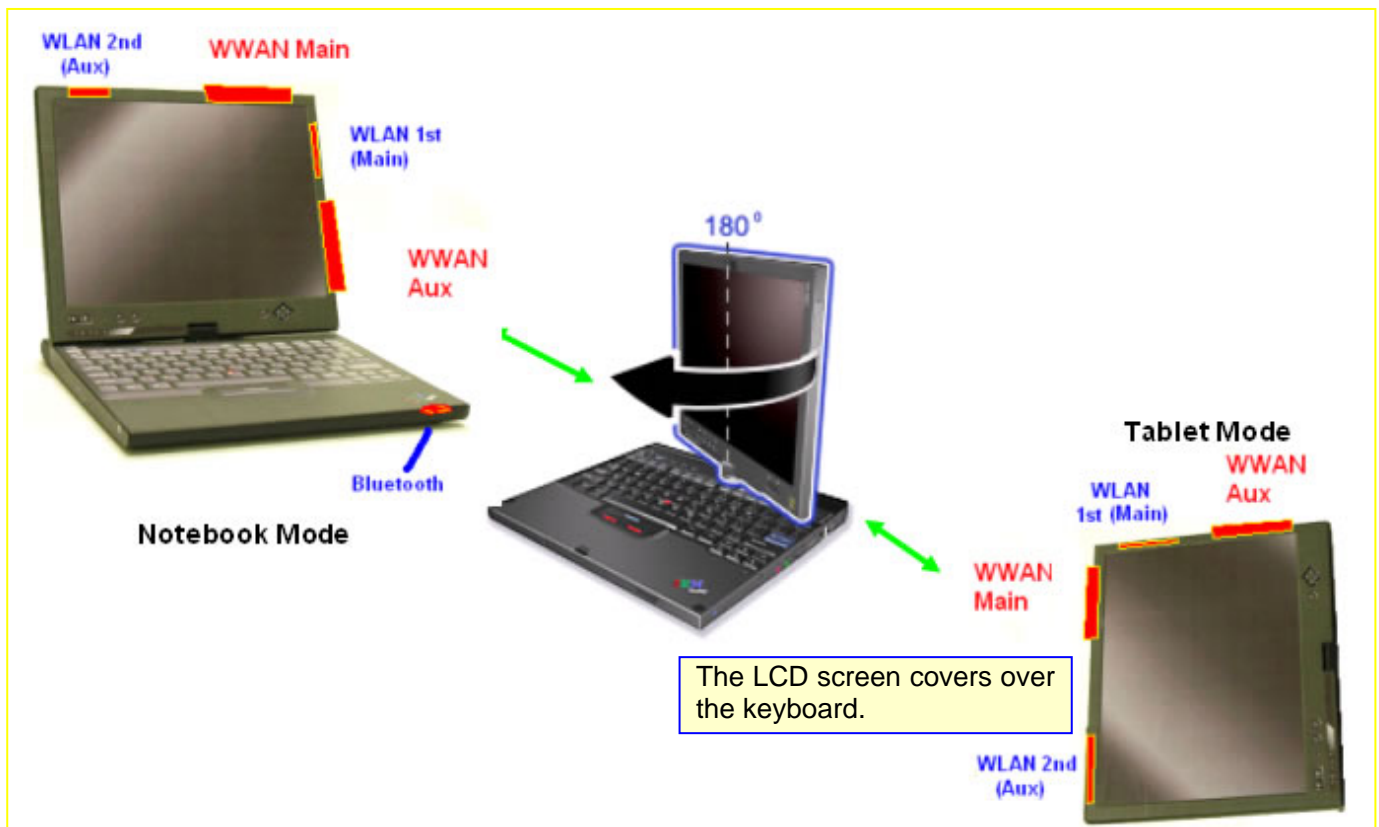 WLAN 2nd
(Aux)
WWAN Main
WLAN 1st
(Main)
WWAN
Aux
Bluetooth
Notebook Mode
180°
Tablet Mode
WWAN
Aux
WLAN
1st (Main)
WWAN
Main
The LCD screen covers over
the keyboard.
WLAN 2nd
(Aux)